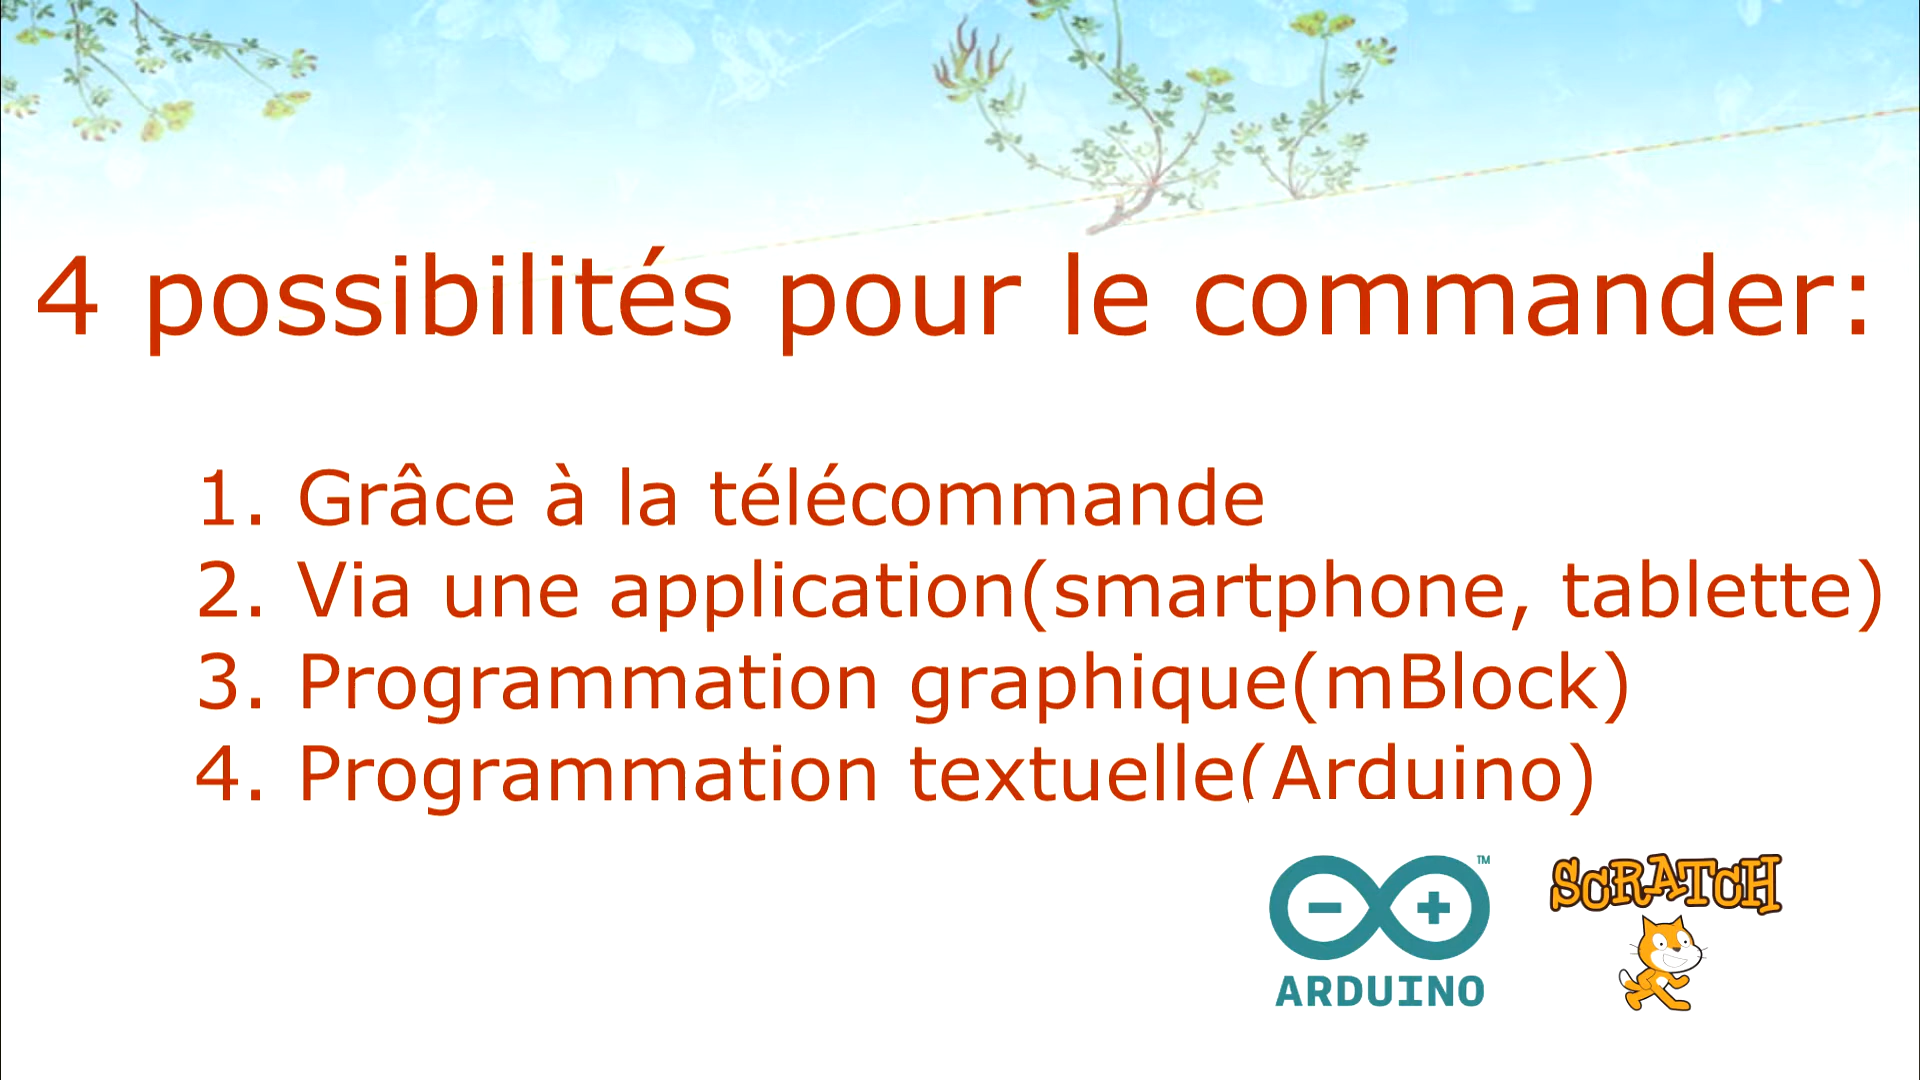 4 possibilités pour le commander:
1. Grâce à la télécommande
2. Via une application(smartphone, tablette)
3. Programmation graphique(mBlock)
4. Programmation textuelle(Arduino)
TM
SCRATCH
ARDUINO